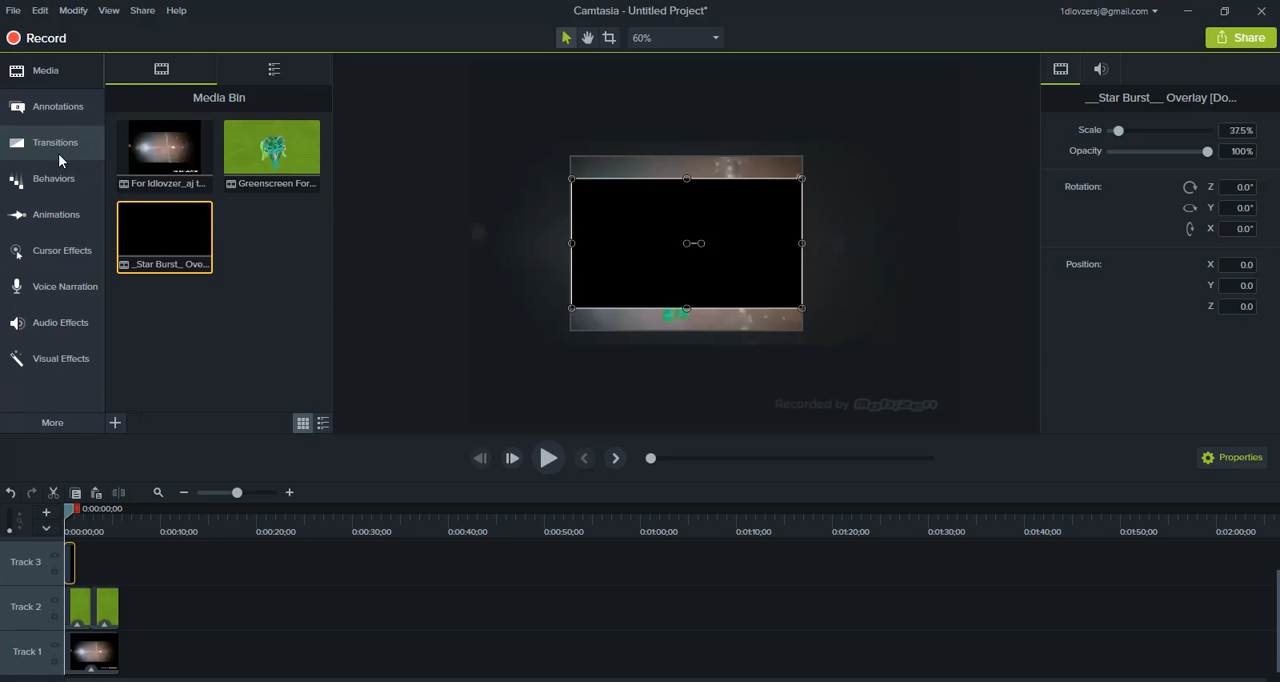 File Edit Modify View Share Help
Camtasia - Untitled Project*
1dlovzeraj@gmail.com
Record
60%
Share
Media
Annotations
Transitions
Behaviors
Animations
Cursor Effects
Voice Narration
Audio Effects
Visual Effects
More
Media Bin
For Idlovzer_aj t...
Greenscreen For...
_Star Burst_ Ove...
Recorded by Mobizen
__Star Burst__ Overlay [Do...
Scale 37.5%
Opacity 100%
Rotation: Z 0.0°
Y 0.0°
X 0.0°
Position: X 0.0
Y 0.0
Z 0.0
Properties
0:00:00;00
0:00:00;00 0:00:10;00 0:00:20;00 0:00:30;00 0:00:40;00 0:00:50;00 0:01:00;00 0:01:10;00 0:01:20;00 0:01:30;00 0:01:40;00 0:01:50;00 0:02:00;00
Track 3
Track 2
Track 1